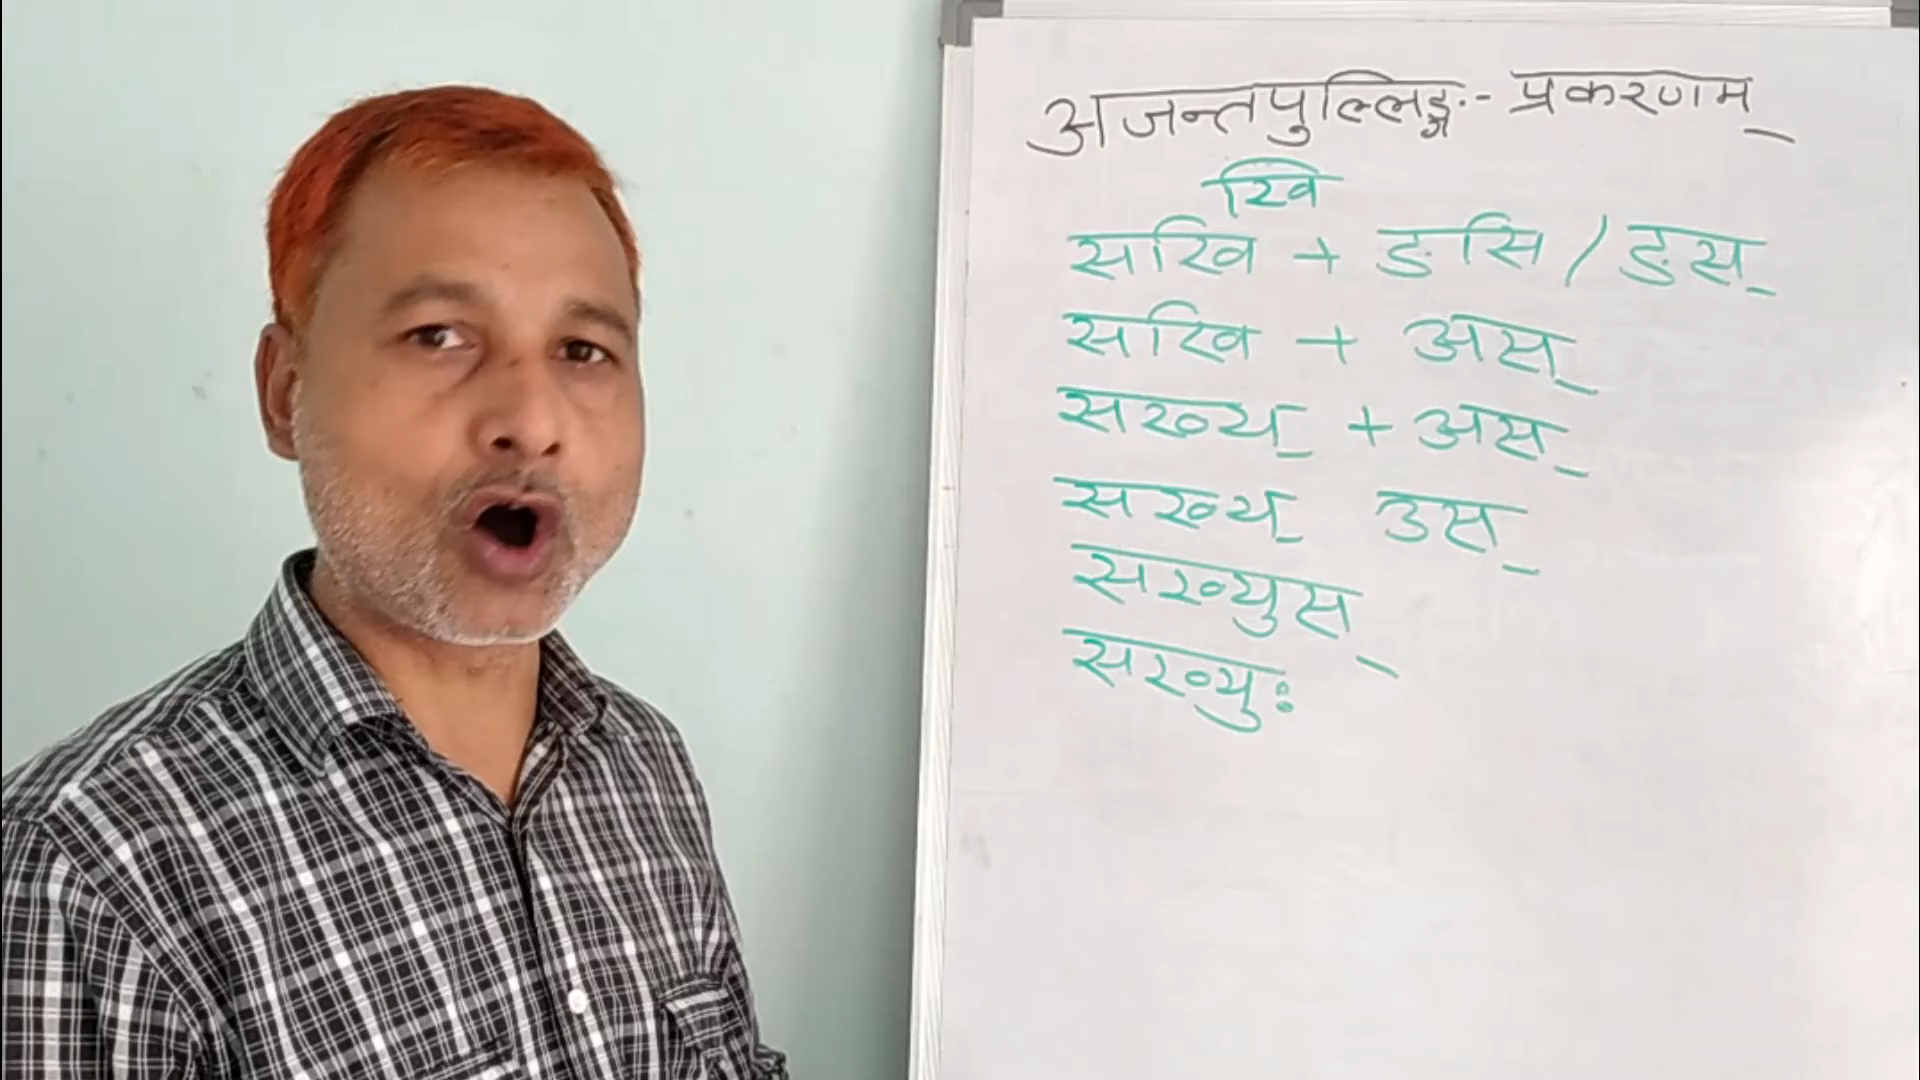 अजन्तपुल्लिङ्ग:- प्रकरणम्
खि
सखि + ङसि / ङस्
सखि + अस्
सख्य् + अस्
सख्य् उस्
सख्युस्
सख्युः